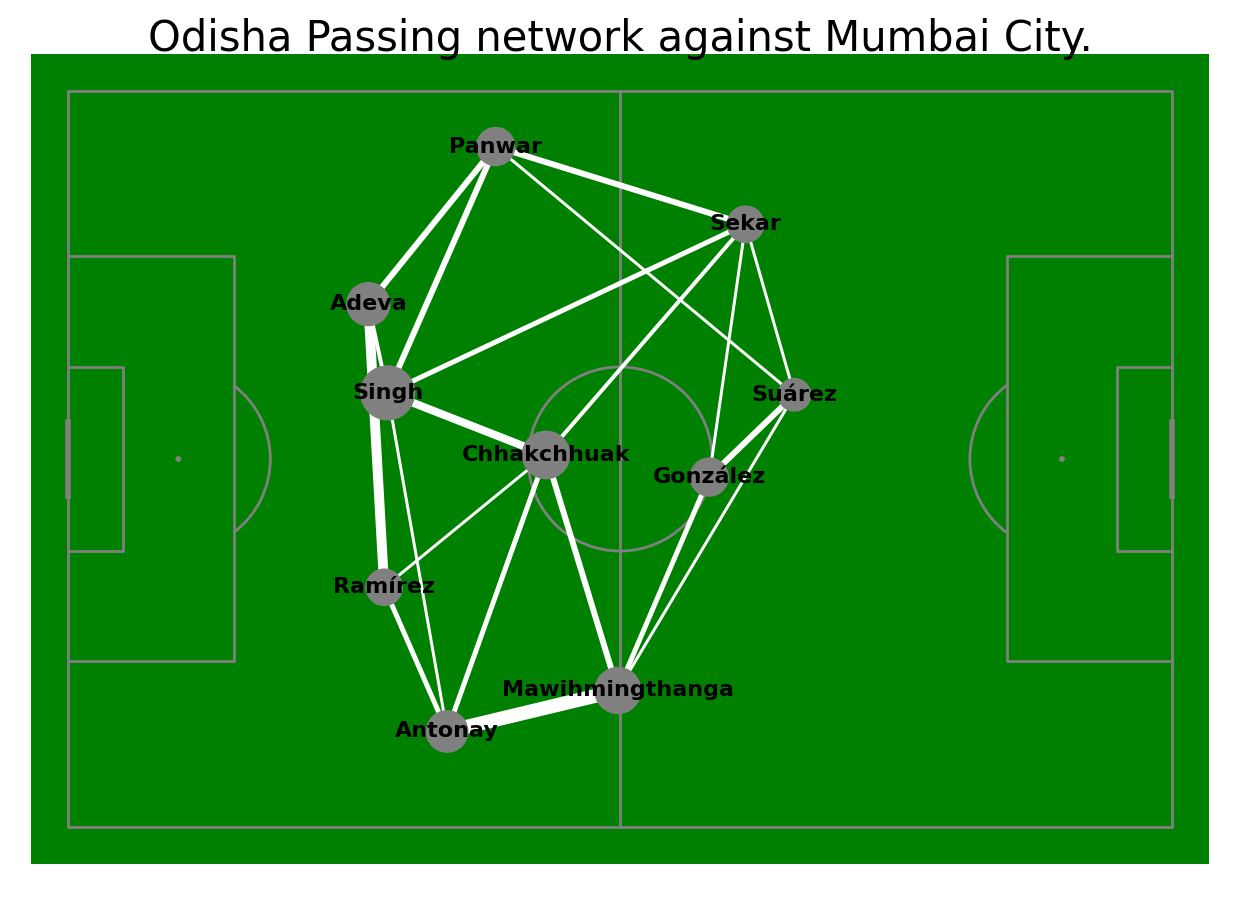 Odisha Passing network against Mumbai City.
Panwar
Sekar
Adeva
Singh
Suárez
Chhakchhuak
González
Ramírez
Mawihmingthanga
Antonay